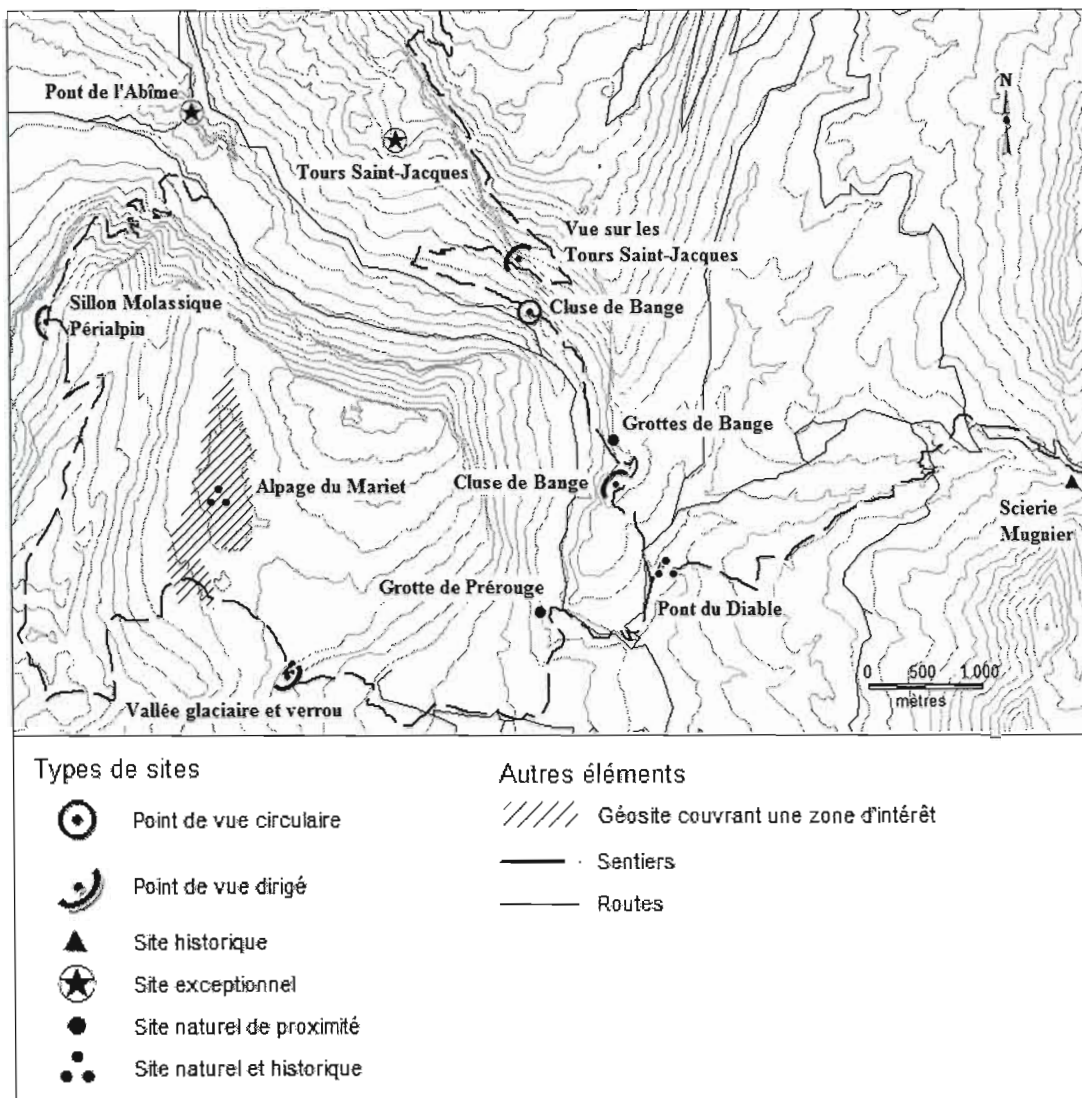 N
Pont de l'Abîme
Tours Saint-Jacques
Vue sur les
Tours Saint-Jacques
Sillon Molassique
Périalpin
Cluse de Bange
Grottes de Bange
Alpage du Mariet
Cluse de Bange
Scierie
Mugnier
Grotte de Prérouge
Pont du Diable
0 500 1.000
mètres
Vallée glaciaire et verrou
Types de sites
Point de vue circulaire
Point de vue dirigé
Site historique
Site exceptionnel
Site naturel de proximité
Site naturel et historique
Autres éléments
Géosite couvrant une zone d'intérêt
Sentiers
Routes